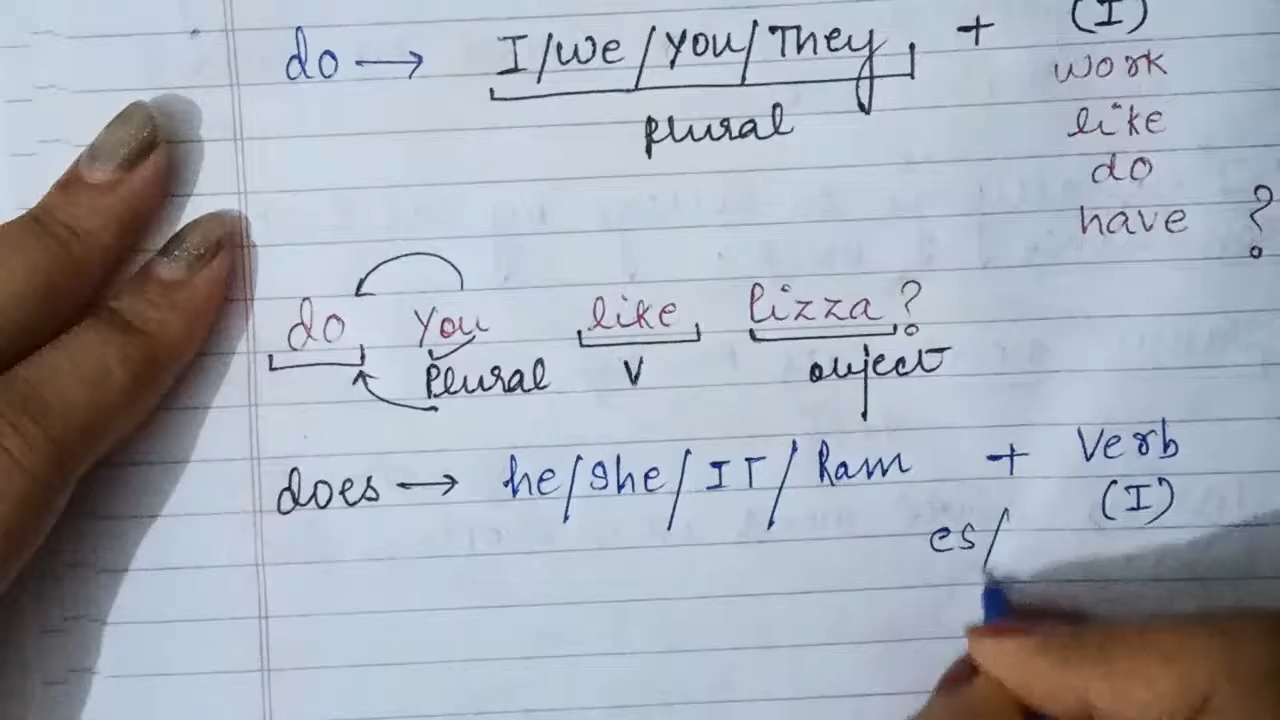 do → I/We/You/They + (I)
plural work
like
do
have ?
do you like pizza?
Plural V object
does → he/She/IT/Ram + Verb
es/ (I)